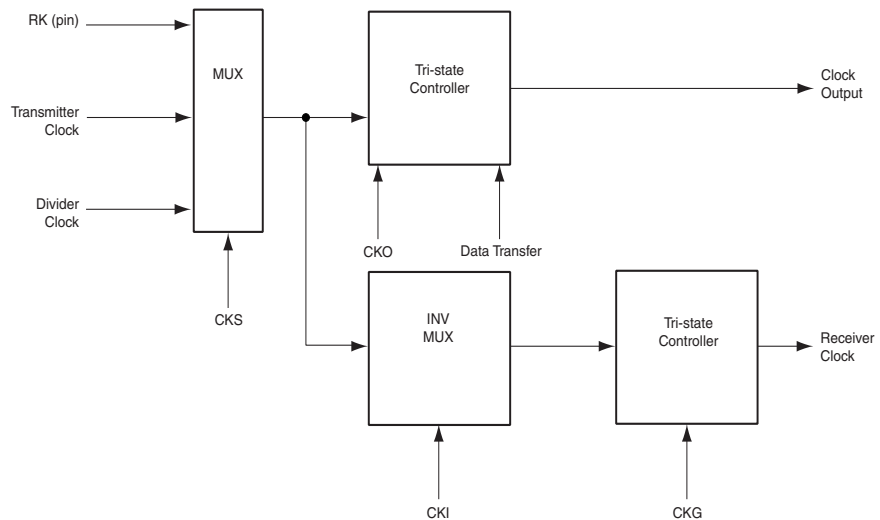 RK (pin)
MUX
Tri-state
Controller
Clock
Output
Transmitter
Clock
Divider
Clock
CKO
Data Transfer
CKS
INV
MUX
Tri-state
Controller
Receiver
Clock
CKI
CKG